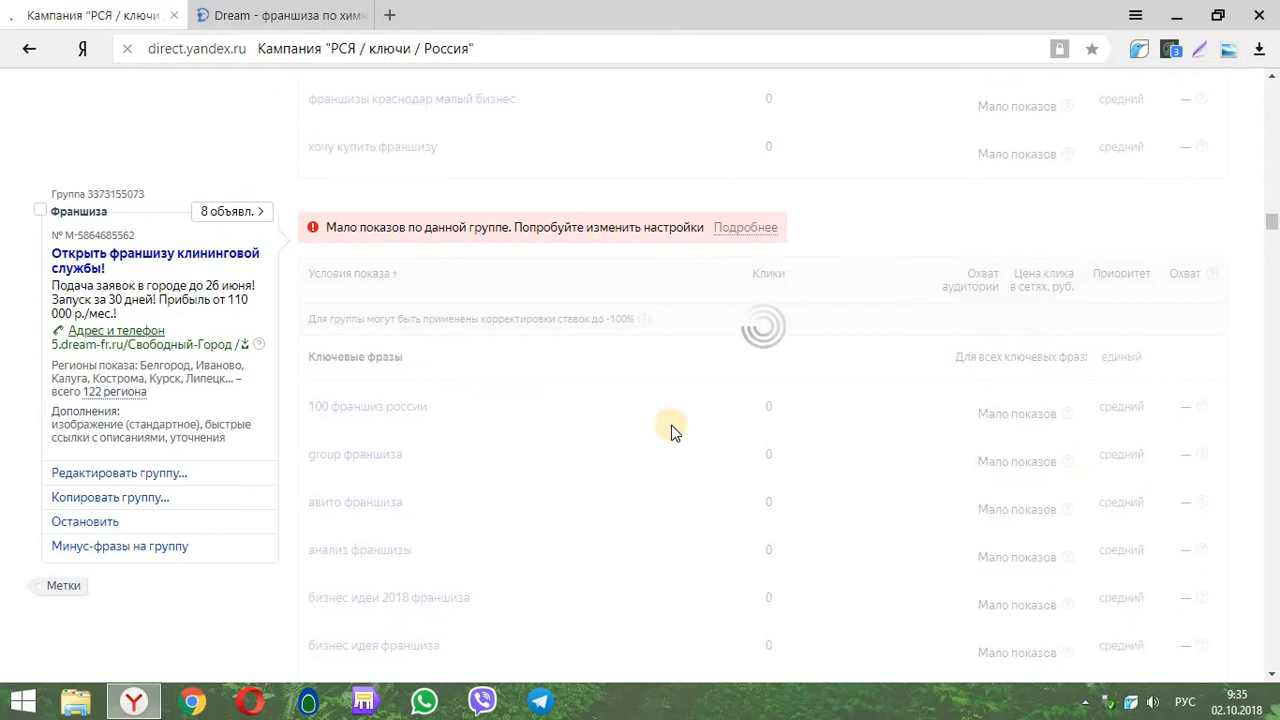 Кампания "РСЯ / ключи
Dream - франшиза по химч
Я
direct.yandex.ru Кампания "РСЯ / ключи / Россия"
3
франшизы краснодар малый бизнес 0 Мало показов средний —
хочу купить франшизу 0 Мало показов средний —
Группа 3373155073
Франшиза 8 объявл.
№ M-5864685562
Открыть франшизу клининговой
службы!
Подача заявок в городе до 26 июня!
Запуск за 30 дней! Прибыль от 110
000 р./мес.!
Адрес и телефон
5.dream-fr.ru/Свободный-Город /
Регионы показа: Белгород, Иваново,
Калуга, Кострома, Курск, Липецк... –
всего 122 региона
Дополнения:
изображение (стандартное), быстрые
ссылки с описаниями, уточнения
Редактировать группу...
Копировать группу...
Остановить
Минус-фразы на группу
Метки
Мало показов по данной группе. Попробуйте изменить настройки Подробнее
Условия показа ↑ Клики Охват аудитории Цена клика в сетях, руб. Приоритет Охват
Для группы могут быть применены корректировки ставок до -100%
Ключевые фразы Для всех ключевых фраз: единый
100 франшиз россии 0 Мало показов средний —
group франшиза 0 Мало показов средний —
авито франшиза 0 Мало показов средний —
анализ франшизы 0 Мало показов средний —
бизнес идеи 2018 франшиза 0 Мало показов средний —
бизнес идея франшиза 0 Мало показов средний —
РУС
9:35
02.10.2018